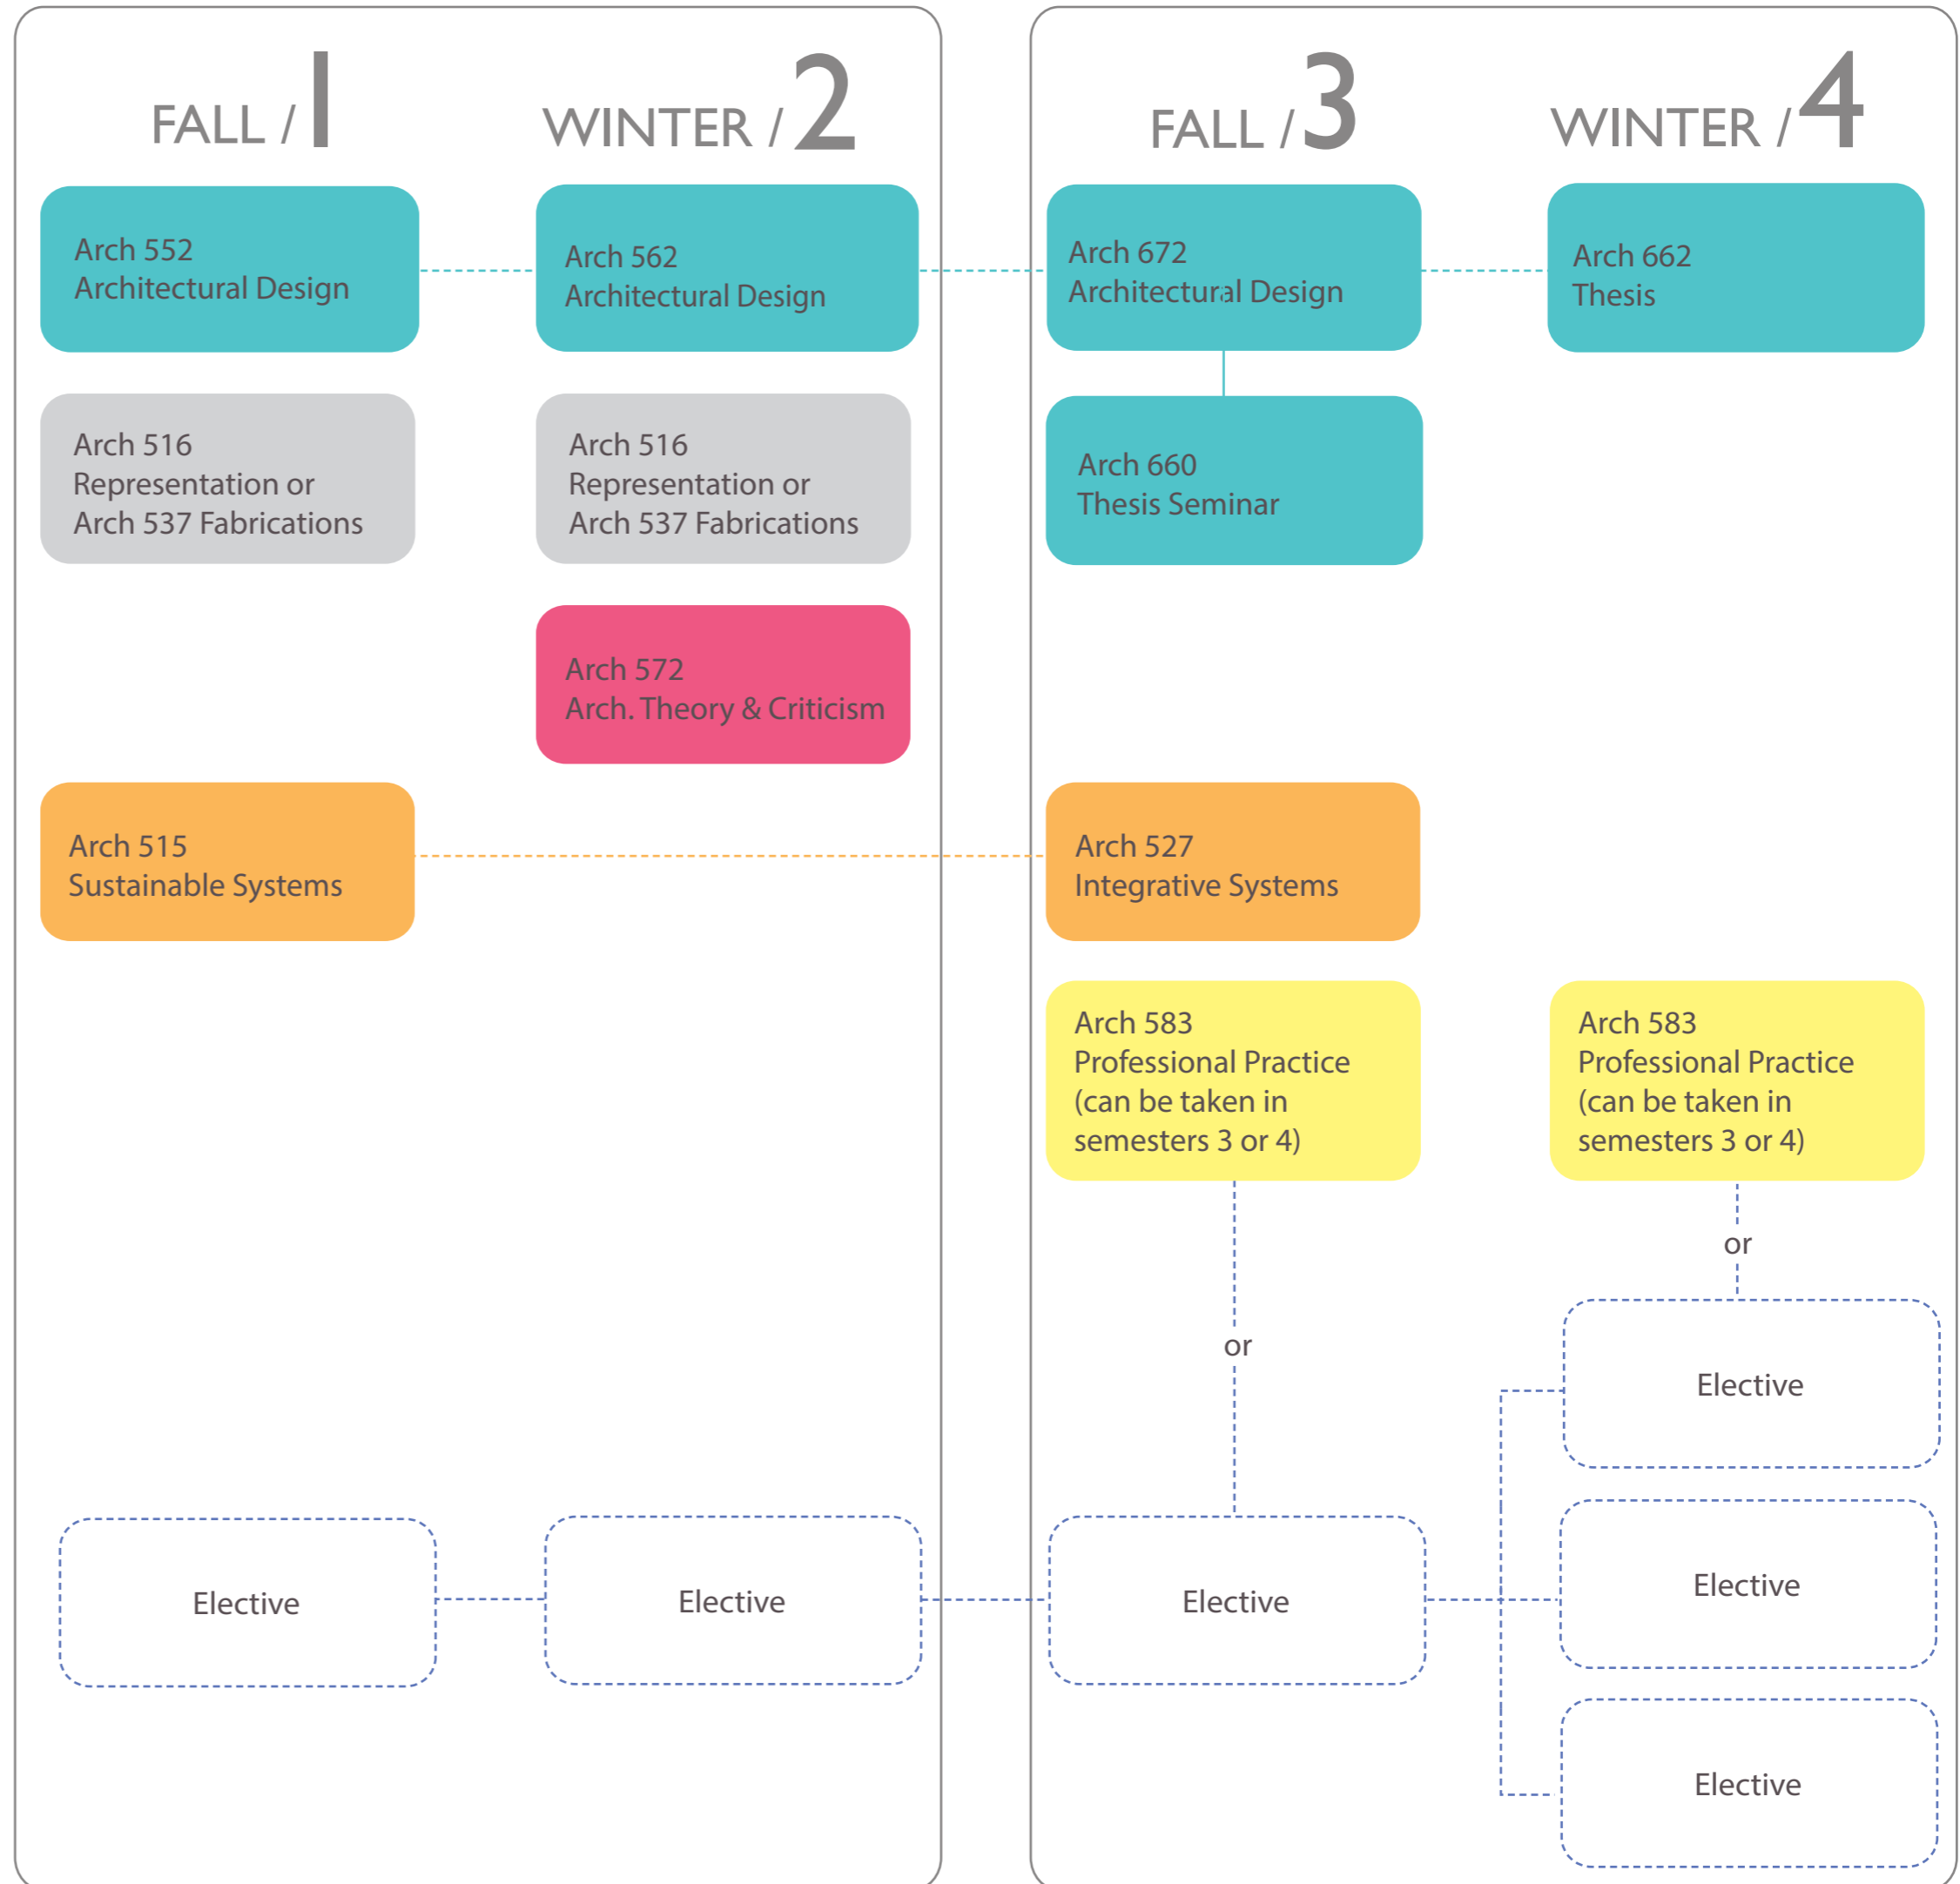 FALL / 1
WINTER / 2
FALL / 3
WINTER / 4
Arch 552
Architectural Design
Arch 562
Architectural Design
Arch 672
Architectural Design
Arch 662
Thesis
Arch 516
Representation or
Arch 537 Fabrications
Arch 516
Representation or
Arch 537 Fabrications
Arch 660
Thesis Seminar
Arch 572
Arch. Theory & Criticism
Arch 515
Sustainable Systems
Arch 527
Integrative Systems
Arch 583
Professional Practice
(can be taken in
semesters 3 or 4)
Arch 583
Professional Practice
(can be taken in
semesters 3 or 4)
or
or
Elective
Elective
Elective
Elective
Elective
Elective